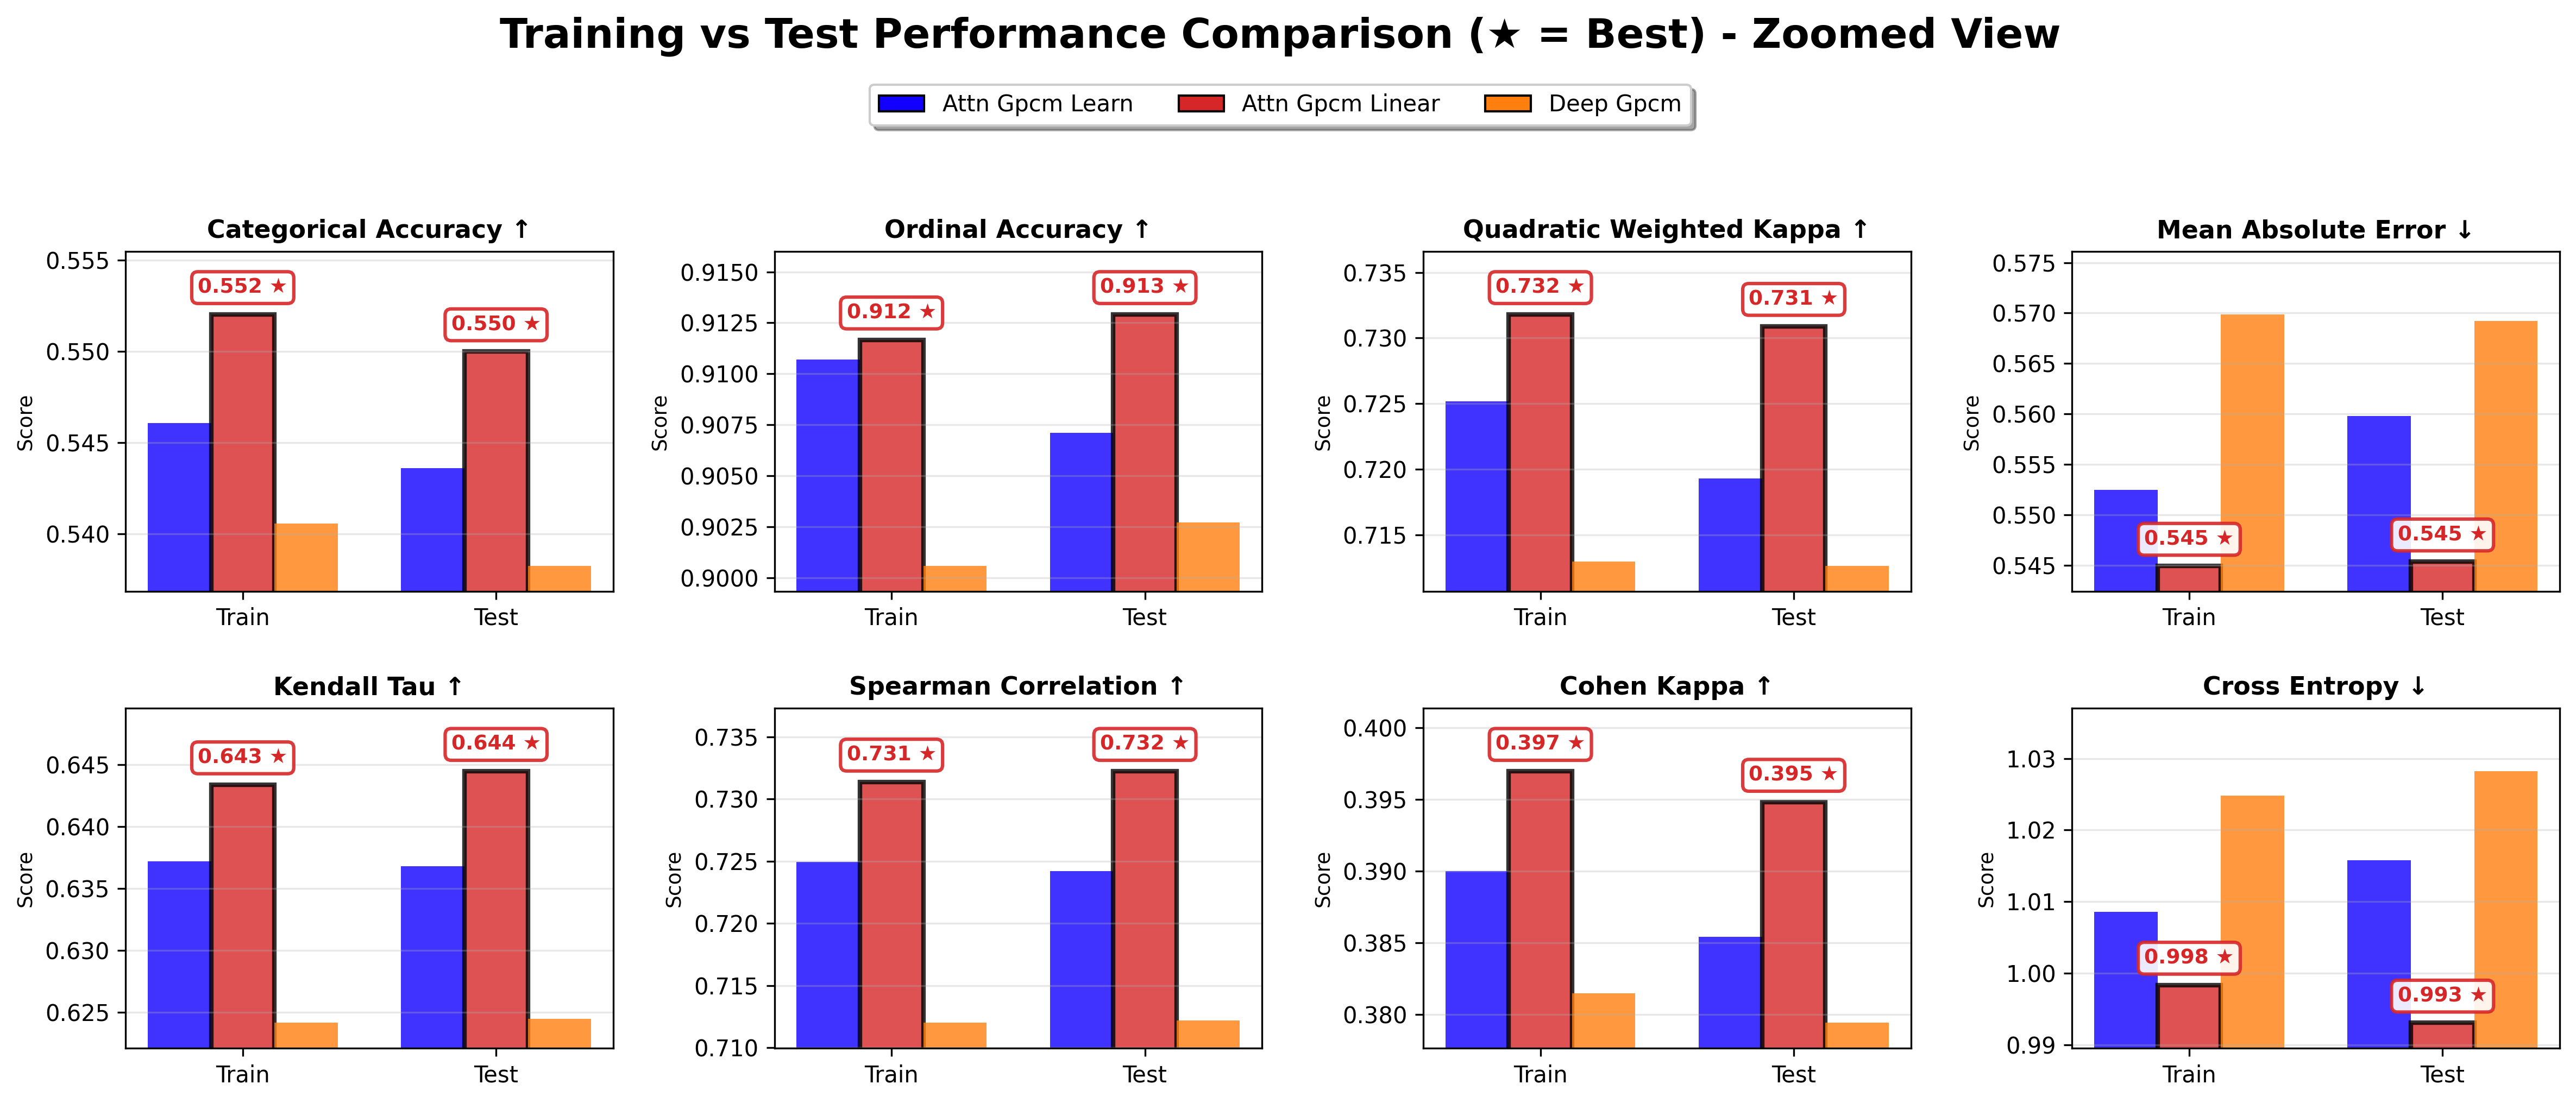 Training vs Test Performance Comparison (★ = Best) - Zoomed View
Attn Gpcm Learn
Attn Gpcm Linear
Deep Gpcm
Categorical Accuracy ↑
Score
0.555
0.550
0.545
0.540
0.552 ★
0.550 ★
Train
Test
Ordinal Accuracy ↑
Score
0.9150
0.9125
0.9100
0.9075
0.9050
0.9025
0.9000
0.912 ★
0.913 ★
Train
Test
Quadratic Weighted Kappa ↑
Score
0.735
0.730
0.725
0.720
0.715
0.732 ★
0.731 ★
Train
Test
Mean Absolute Error ↓
Score
0.575
0.570
0.565
0.560
0.555
0.550
0.545
0.545 ★
0.545 ★
Train
Test
Kendall Tau ↑
Score
0.645
0.640
0.635
0.630
0.625
0.643 ★
0.644 ★
Train
Test
Spearman Correlation ↑
Score
0.735
0.730
0.725
0.720
0.715
0.710
0.731 ★
0.732 ★
Train
Test
Cohen Kappa ↑
Score
0.400
0.395
0.390
0.385
0.380
0.397 ★
0.395 ★
Train
Test
Cross Entropy ↓
Score
1.03
1.02
1.01
1.00
0.99
0.998 ★
0.993 ★
Train
Test